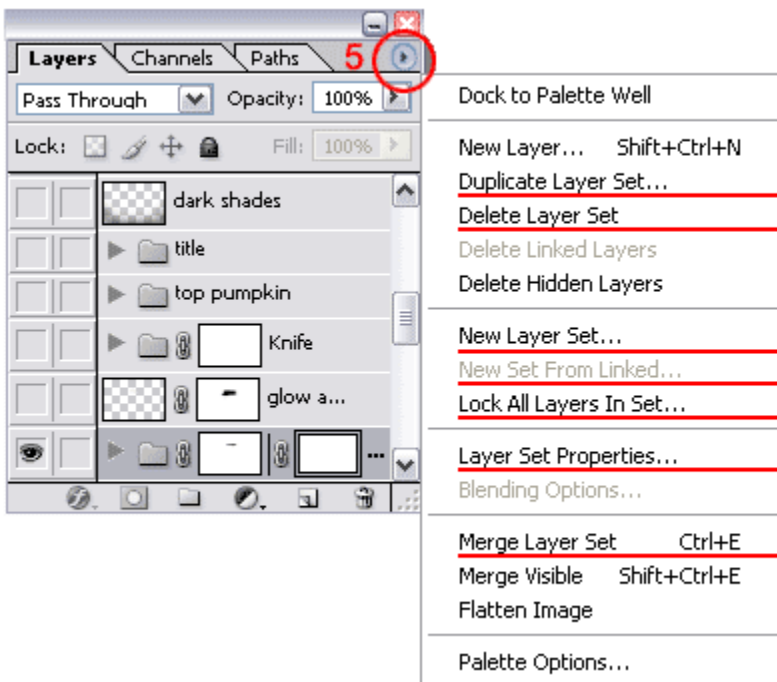 Layers Channels Paths 5
Pass Through Opacity: 100%
Lock: Fill: 100%
dark shades
title
top pumpkin
Knife
glow a...
...
Dock to Palette Well
New Layer... Shift+Ctrl+N
Duplicate Layer Set...
Delete Layer Set
Delete Linked Layers
Delete Hidden Layers
New Layer Set...
New Set From Linked...
Lock All Layers In Set...
Layer Set Properties...
Blending Options...
Merge Layer Set Ctrl+E
Merge Visible Shift+Ctrl+E
Flatten Image
Palette Options...